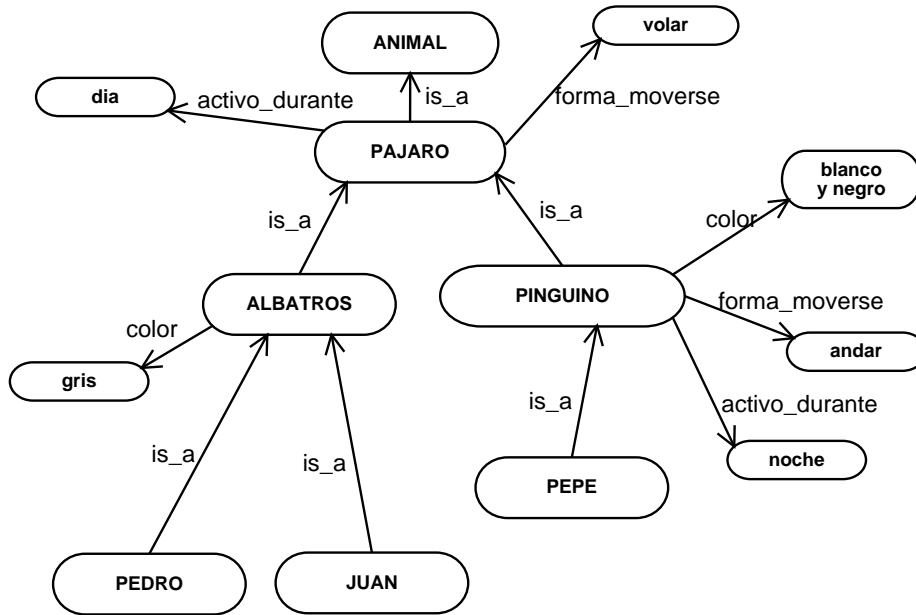 volar
ANIMAL
dia
activo_durante
is_a
forma_moverse
PAJARO
blanco
y negro
is_a
is_a
color
ALBATROS
PINGUINO
forma_moverse
color
andar
gris
is_a
activo_durante
is_a
is_a
noche
PEPE
PEDRO
JUAN